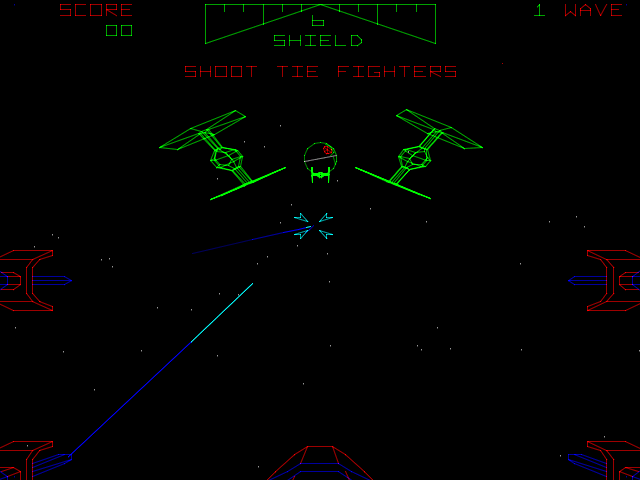 SCORE
00
6
SHIELD
1 WAVE
SHOOT TIE FIGHTERS